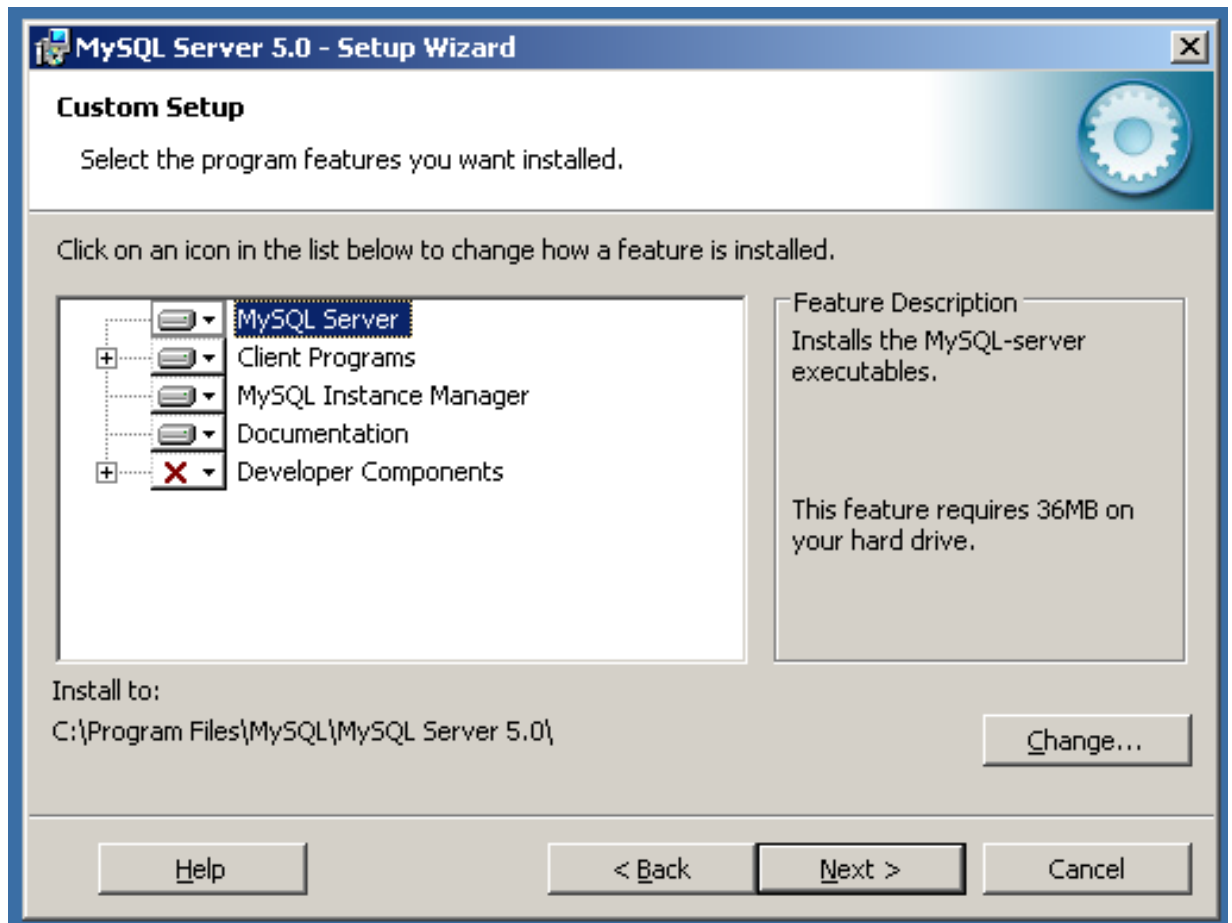 MySQL Server 5.0 - Setup Wizard
Custom Setup
Select the program features you want installed.
Click on an icon in the list below to change how a feature is installed.
MySQL Server
Client Programs
MySQL Instance Manager
Documentation
Developer Components
Feature Description
Installs the MySQL-server
executables.
This feature requires 36MB on
your hard drive.
Install to:
C:\Program Files\MySQL\MySQL Server 5.0\
Change...
Help
< Back
Next >
Cancel